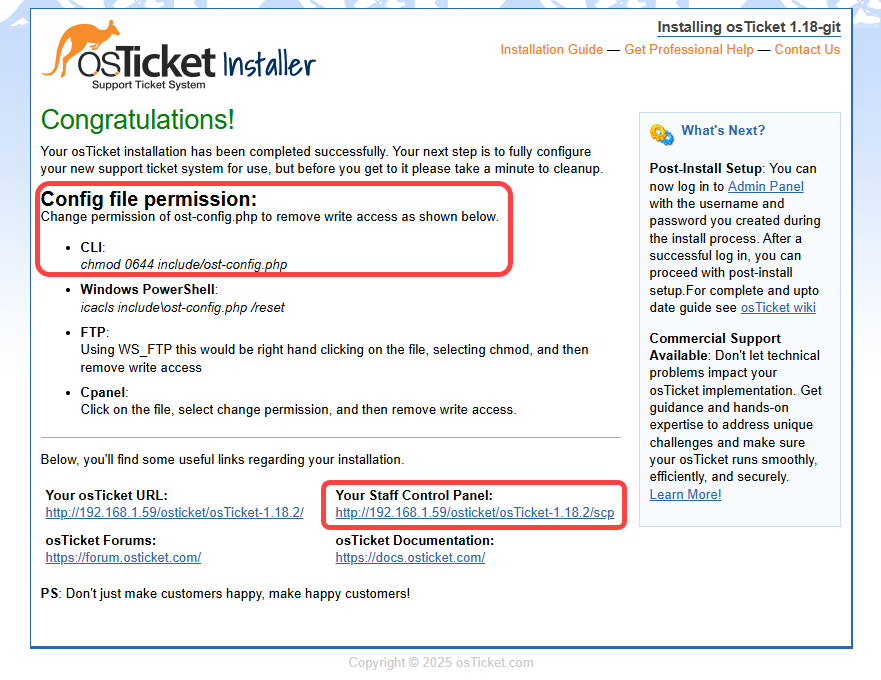 Installing osTicket 1.18-git
Installation Guide — Get Professional Help — Contact Us
osTicket Installer
Support Ticket System
Congratulations!
Your osTicket installation has been completed successfully. Your next step is to fully configure
your new support ticket system for use, but before you get to it please take a minute to cleanup.
Config file permission:
Change permission of ost-config.php to remove write access as shown below.
• CLI:
chmod 0644 include/ost-config.php
• Windows PowerShell:
icacls include\ost-config.php /reset
• FTP:
Using WS_FTP this would be right hand clicking on the file, selecting chmod, and then
remove write access
• Cpanel:
Click on the file, select change permission, and then remove write access.
Below, you'll find some useful links regarding your installation.
Your osTicket URL:
http://192.168.1.59/osticket/osTicket-1.18.2/
Your Staff Control Panel:
http://192.168.1.59/osticket/osTicket-1.18.2/scp
osTicket Forums:
https://forum.osticket.com/
osTicket Documentation:
https://docs.osticket.com/
PS: Don't just make customers happy, make happy customers!
What's Next?
Post-Install Setup: You can
now log in to Admin Panel
with the username and
password you created during
the install process. After a
successful log in, you can
proceed with post-install
setup.For complete and upto
date guide see osTicket wiki
Commercial Support
Available: Don't let technical
problems impact your
osTicket implementation. Get
guidance and hands-on
expertise to address unique
challenges and make sure
your osTicket runs smoothly,
efficiently, and securely.
Learn More!
Copyright © 2025 osTicket.com